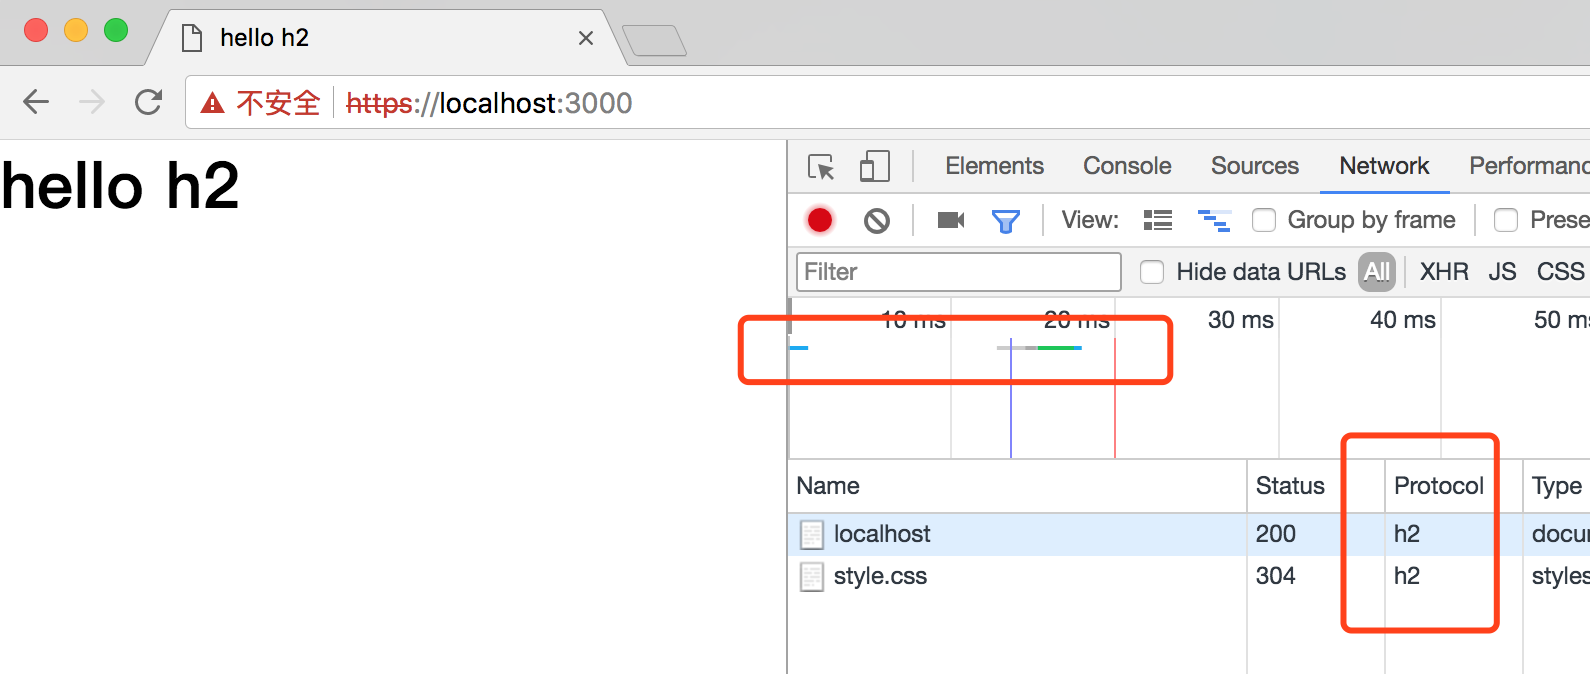 hello h2
不安全 https://localhost:3000
hello h2
Elements Console Sources Network Performanc
View: Group by frame Prese
Filter Hide data URLs All XHR JS CSS
10 ms 20 ms 30 ms 40 ms 50 m
Name Status Protocol Type
localhost 200 h2 docu
style.css 304 h2 styles